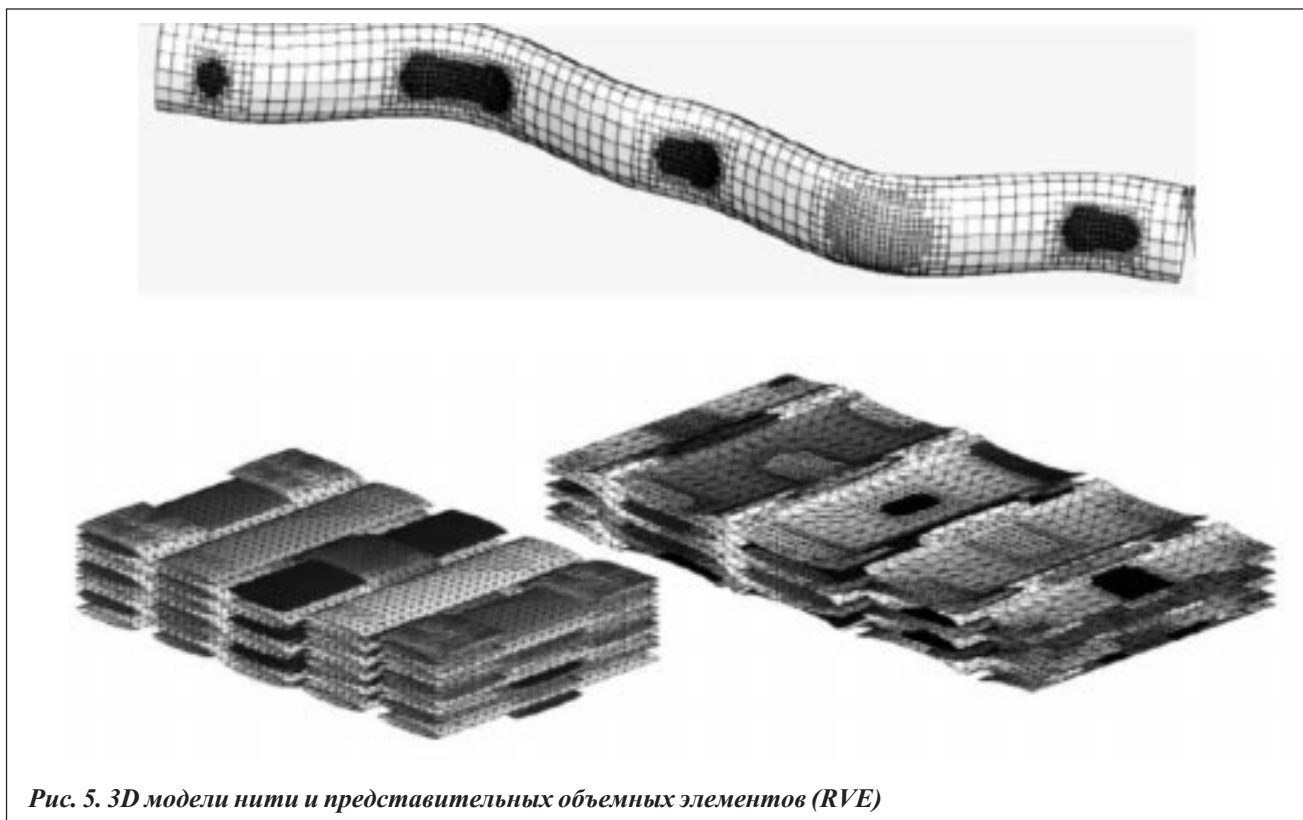 Рис. 5. 3D модели нити и представительных объемных элементов (RVE)